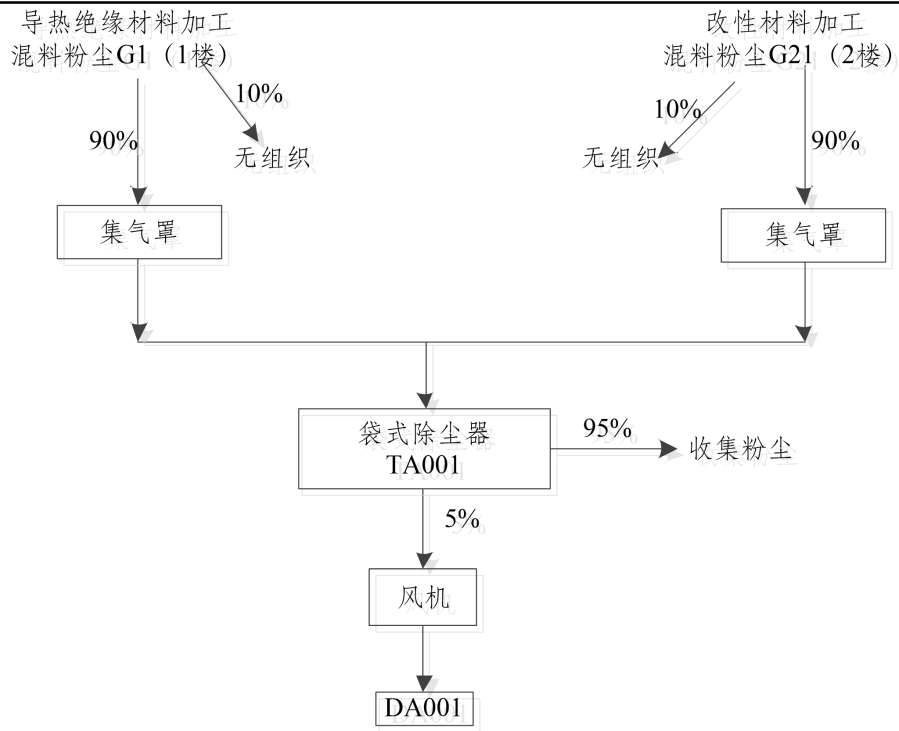 导热绝缘材料加工
混料粉尘G1（1楼）
改性材料加工
混料粉尘G21（2楼）
10%
90%
无组织
10%
90%
无组织
集气罩
集气罩
袋式除尘器
TA001
95%
收集粉尘
5%
风机
DA001